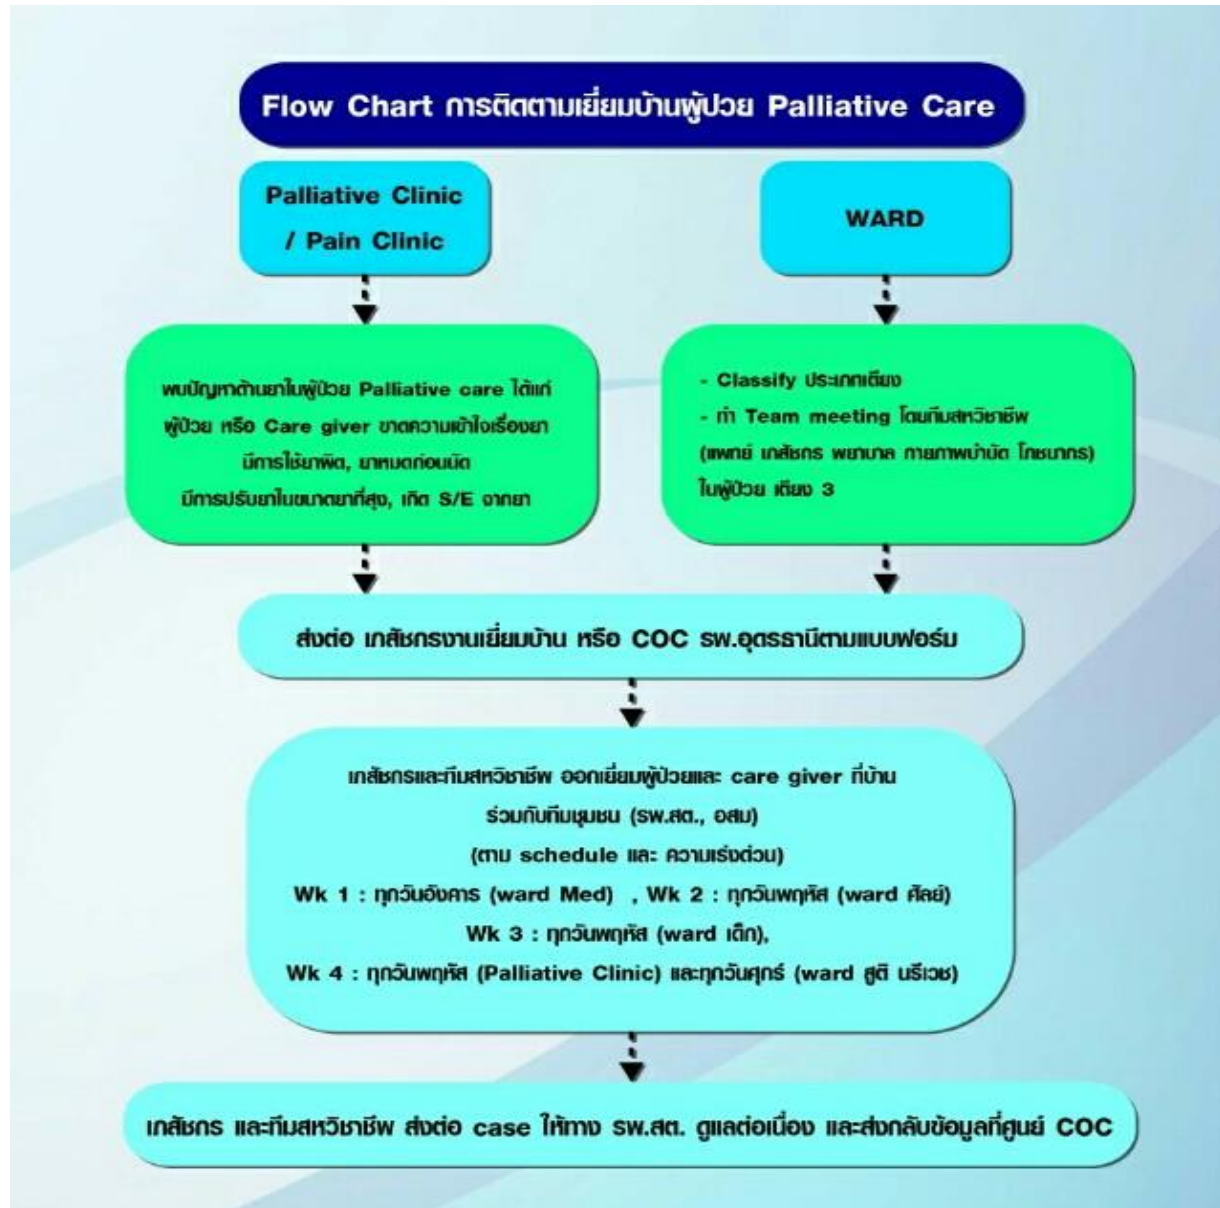 Flow Chart การติดตามเยี่ยมบ้านผู้ป่วย Palliative Care
Palliative Clinic
/ Pain Clinic
WARD
พบปัญหาด้านยาในผู้ป่วย Palliative care ได้แก่
ผู้ป่วย หรือ Care giver ขาดความเข้าใจเรื่องยา
มีการใช้ยาผิด, ยาหมดก่อนนัด
มีการปรับยาในขนาดยาที่สูง, เกิด S/E จากยา
- Classify ประเภทเตียง
- ทำ Team meeting โดยทีมสหวิชาชีพ
(แพทย์ เภสัชกร พยาบาล กายภาพบำบัด โภชนากร)
ในผู้ป่วย เตียง 3
ส่งต่อ เภสัชกรงานเยี่ยมบ้าน หรือ COC รพ.อุดรธานีตามแบบฟอร์ม
เภสัชกรและทีมสหวิชาชีพ ออกเยี่ยมผู้ป่วยและ care giver ที่บ้าน
ร่วมกับทีมชุมชน (รพ.สต., อสม)
(ตาม schedule และ ความเร่งด่วน)
Wk 1 : ทุกวันอังคาร (ward Med) , Wk 2 : ทุกวันพฤหัส (ward ศัลย์)
Wk 3 : ทุกวันพฤหัส (ward เด็ก),
Wk 4 : ทุกวันพฤหัส (Palliative Clinic) และทุกวันศุกร์ (ward สูติ นรีเวช)
เภสัชกร และทีมสหวิชาชีพ ส่งต่อ case ให้ทาง รพ.สต. ดูแลต่อเนื่อง และส่งกลับข้อมูลที่ศูนย์ COC